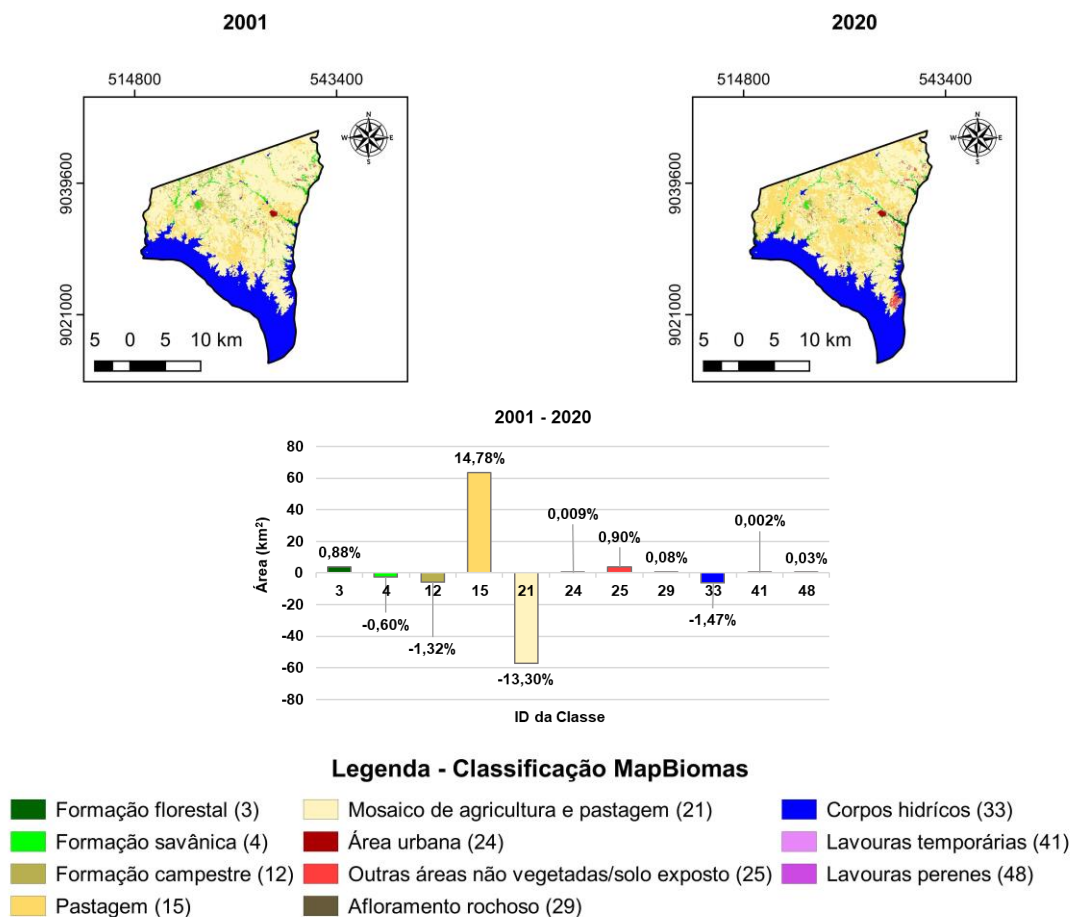 2001
2020
514800
543400
514800
543400
N
W
E
S
N
W
E
S
9039600
9021000
9039600
9021000
5 0 5 10 km
5 0 5 10 km
2001 - 2020
Área (km²)
80
60
40
20
0
-20
-40
-60
-80
0,88%
-0,60%
-1,32%
14,78%
-13,30%
0,009%
0,90%
0,08%
-1,47%
0,002%
0,03%
3 4 12 15 21 24 25 29 33 41 48
ID da Classe
Legenda - Classificação MapBiomas
Formação florestal (3)
Formação savânica (4)
Formação campestre (12)
Pastagem (15)
Mosaico de agricultura e pastagem (21)
Área urbana (24)
Outras áreas não vegetadas/solo exposto (25)
Afloramento rochoso (29)
Corpos hidrícos (33)
Lavouras temporárias (41)
Lavouras perenes (48)